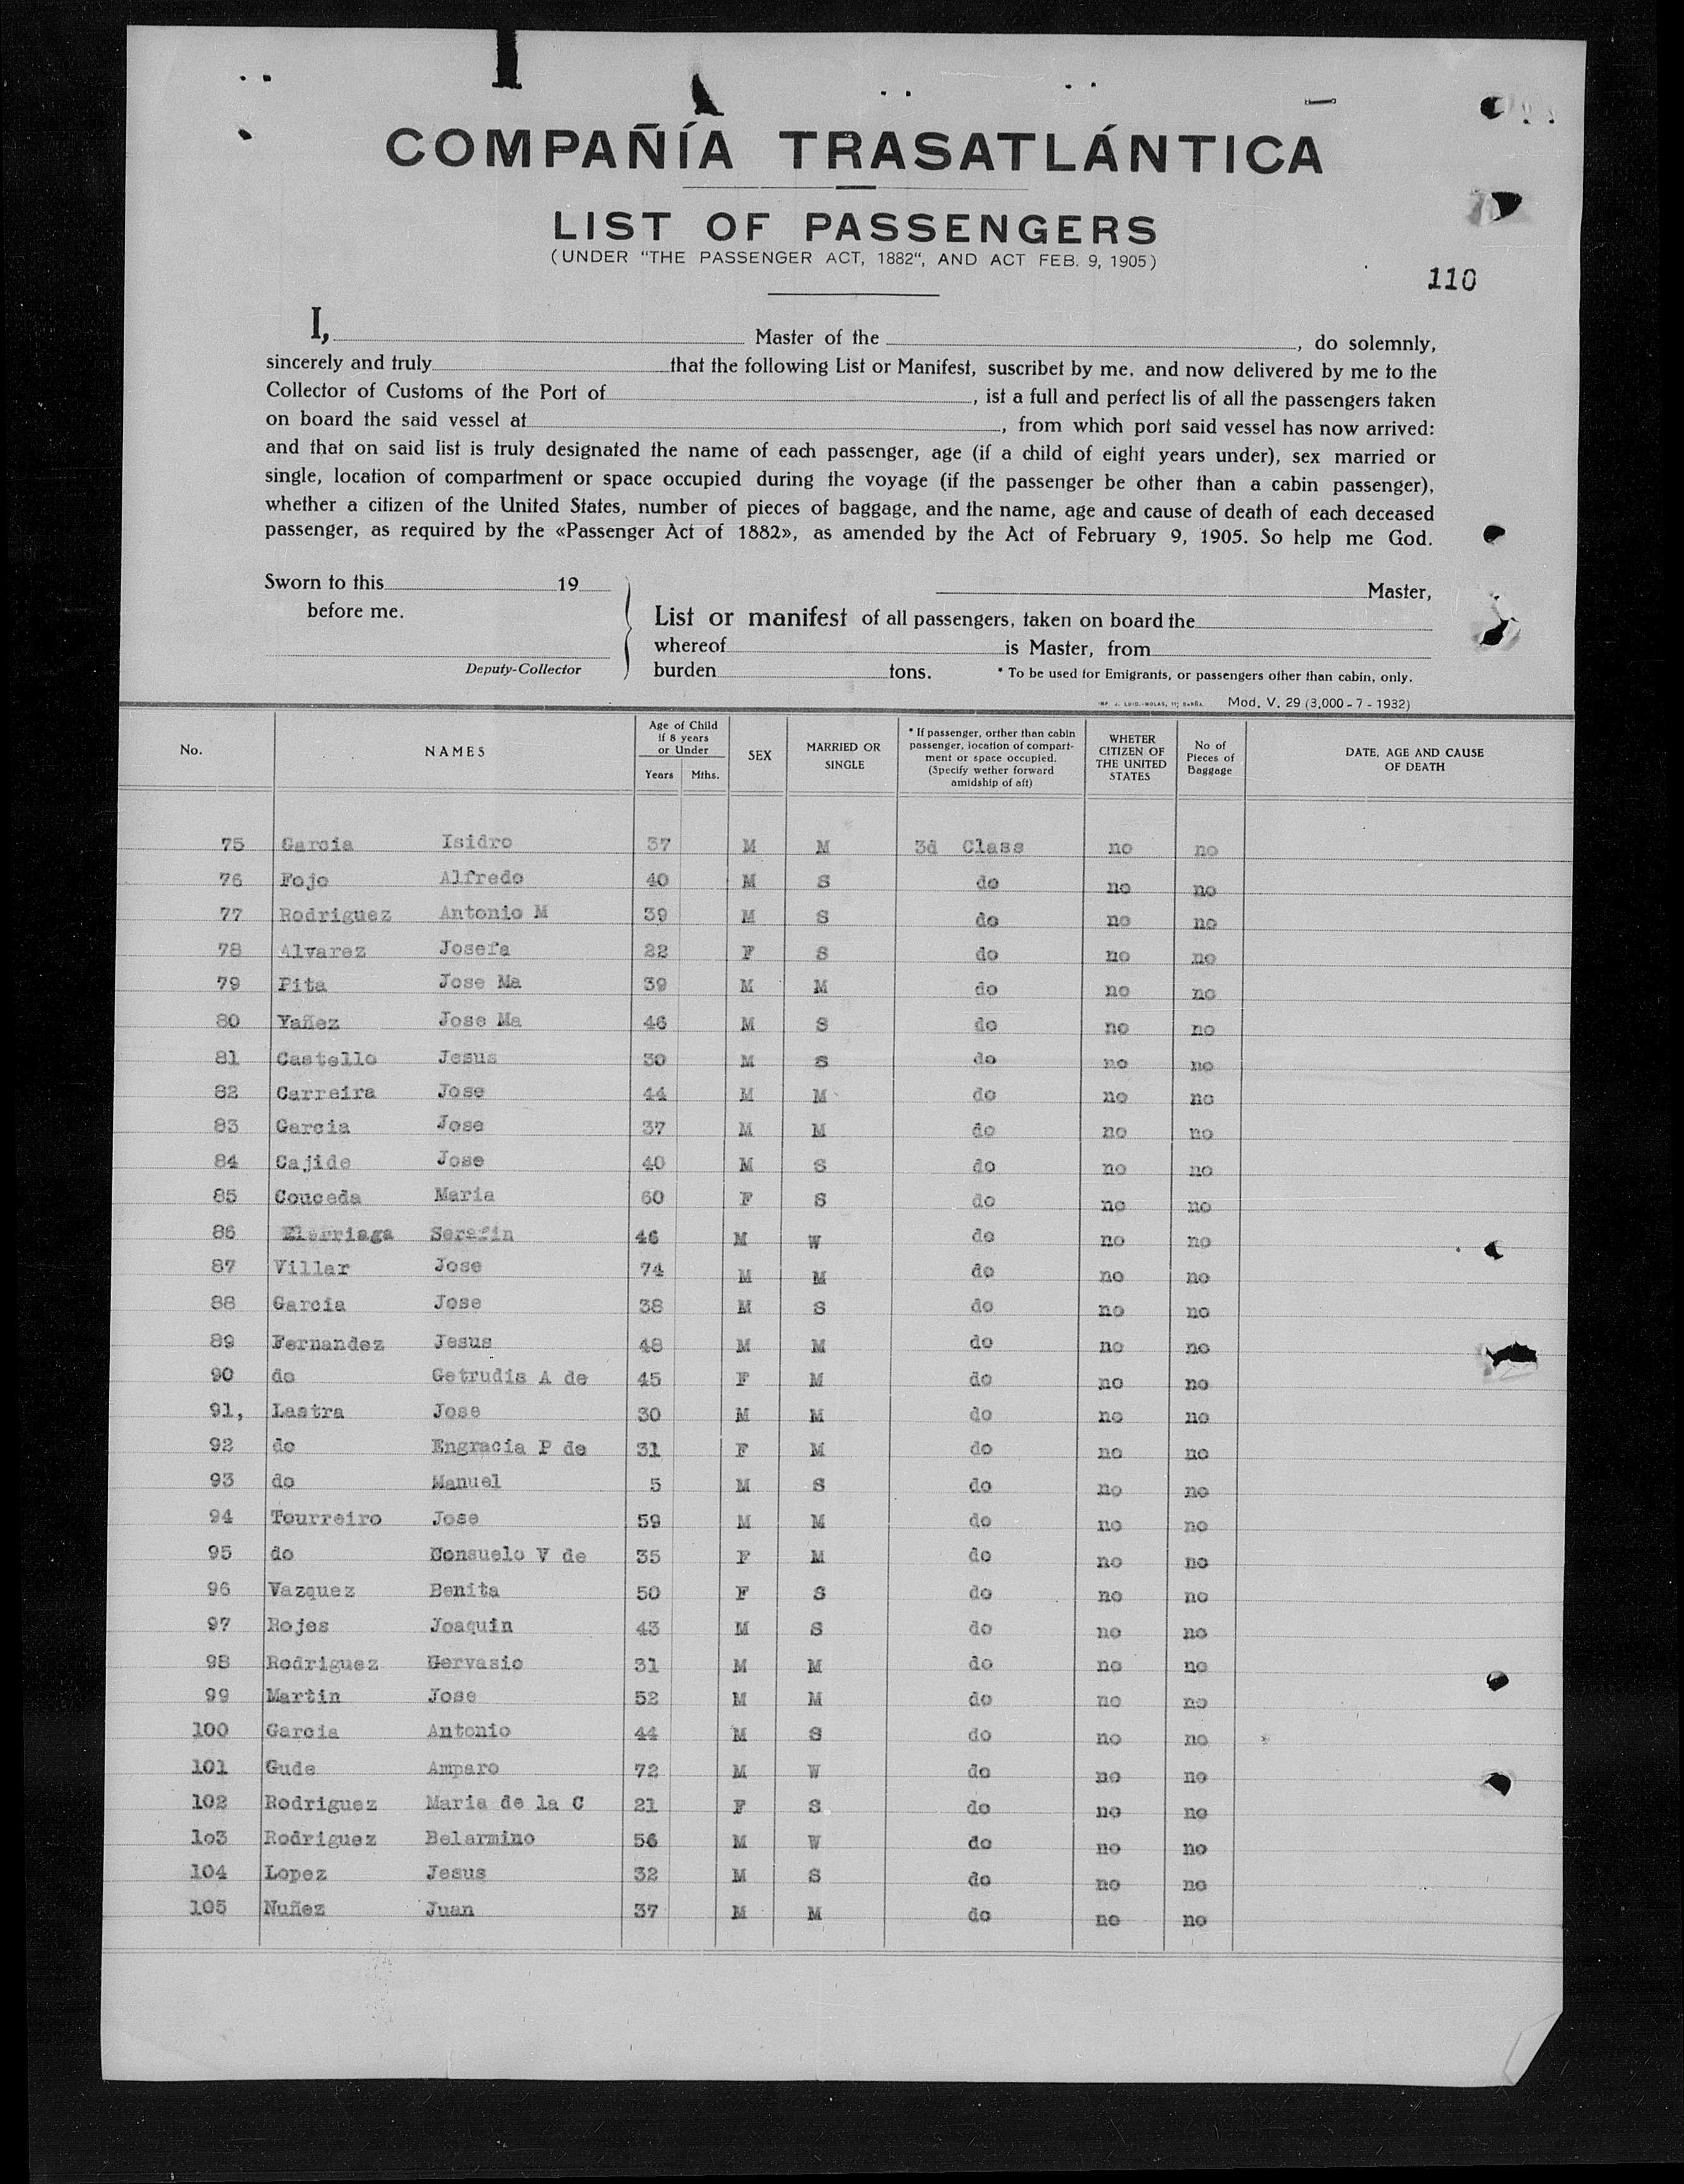 COMPAÑÍA TRASATLÁNTICA
LIST OF PASSENGERS
(UNDER "THE PASSENGER ACT, 1882", AND ACT FEB. 9, 1905)
110
I, Master of the , do solemnly,
sincerely and truly that the following List or Manifest, suscribet by me, and now delivered by me to the
Collector of Customs of the Port of , ist a full and perfect lis of all the passengers taken
on board the said vessel at , from which port said vessel has now arrived:
and that on said list is truly designated the name of each passenger, age (if a child of eight years under), sex married or
single, location of compartment or space occupied during the voyage (if the passenger be other than a cabin passenger),
whether a citizen of the United States, number of pieces of baggage, and the name, age and cause of death of each deceased
passenger, as required by the «Passenger Act of 1882», as amended by the Act of February 9, 1905. So help me God.
Sworn to this 19
before me.
Deputy-Collector
Master,
List or manifest of all passengers, taken on board the
whereof is Master, from
burden tons. * To be used for Emigrants, or passengers other than cabin, only.
Mod. V. 29 (3.000 - 7 - 1932)
No.
NAMES
Age of Child
if 8 years
or Under
Years Mths.
SEX
MARRIED OR
SINGLE
* If passenger, orther than cabin
passenger, location of compart-
ment or space occupied.
(Specify wether forward
amidship of aft)
WHETER
CITIZEN OF
THE UNITED
STATES
No of
Pieces of
Baggage
DATE, AGE AND CAUSE
OF DEATH
75 Garcia Isidro 37 M M 3d Class no no
76 Fojo Alfredo 40 M S do no no
77 Rodriguez Antonio M 39 M S do no no
78 Alvarez Josefa 22 F S do no no
79 Pita Jose Ma 39 M M do no no
80 Yañez Jose Ma 46 M S do no no
81 Castello Jesus 30 M S do no no
82 Carreira Jose 44 M M do no no
83 Garcia Jose 37 M M do no no
84 Cajide Jose 40 M S do no no
85 Couceda Maria 60 F S do no no
86 Serafin 46 M W do no no
87 Villar Jose 74 M M do no no
88 Garcia Jose 38 M S do no no
89 Fernandez Jesus 48 M M do no no
90 do Getrudis A de 45 F M do no no
91, Lastra Jose 30 M M do no no
92 do Engracia P de 31 F M do no no
93 do Manuel 5 M S do no no
94 Tourreiro Jose 59 M M do no no
95 do Consuelo V de 35 F M do no no
96 Vazquez Benita 50 F S do no no
97 Rojes Joaquin 43 M S do no no
98 Rodriguez Gervasio 31 M M do no no
99 Martin Jose 52 M M do no no
100 Garcia Antonio 44 M S do no no
101 Gude Amparo 72 M W do no no
102 Rodriguez Maria de la C 21 F S do no no
1o3 Rodriguez Belarmino 56 M W do no no
104 Lopez Jesus 32 M S do no no
105 Nuñez Juan 37 M M do no no